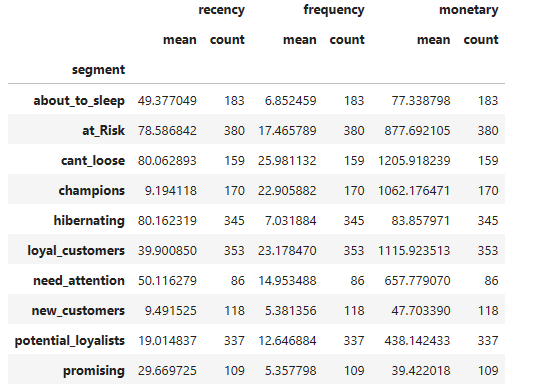 recency frequency monetary
mean count mean count mean count
segment
about_to_sleep 49.377049 183 6.852459 183 77.338798 183
at_Risk 78.586842 380 17.465789 380 877.692105 380
cant_loose 80.062893 159 25.981132 159 1205.918239 159
champions 9.194118 170 22.905882 170 1062.176471 170
hibernating 80.162319 345 7.031884 345 83.857971 345
loyal_customers 39.900850 353 23.178470 353 1115.923513 353
need_attention 50.116279 86 14.953488 86 657.779070 86
new_customers 9.491525 118 5.381356 118 47.703390 118
potential_loyalists 19.014837 337 12.646884 337 438.142433 337
promising 29.669725 109 5.357798 109 39.422018 109